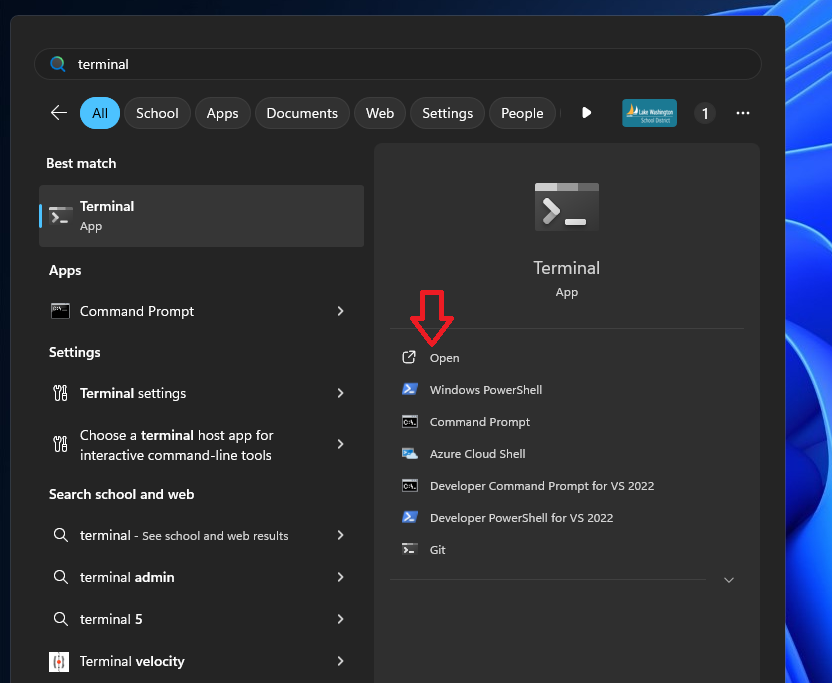 terminal
All
School
Apps
Documents
Web
Settings
People
Lake Washington
School District
1
Best match
Terminal
App
Apps
Command Prompt
Settings
Terminal settings
Choose a terminal host app for
interactive command-line tools
Search school and web
terminal - See school and web results
terminal admin
terminal 5
Terminal velocity
Terminal
App
Open
Windows PowerShell
Command Prompt
Azure Cloud Shell
Developer Command Prompt for VS 2022
Developer PowerShell for VS 2022
Git